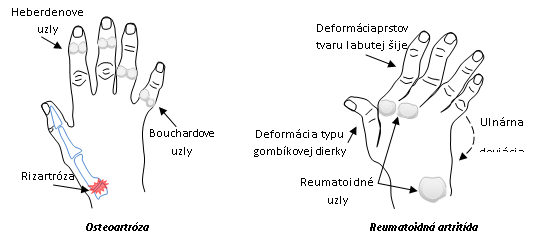 Heberdenove
uzly
Bouchardove
uzly
Rizartróza
Osteoartróza
Deformáciaprstov
tvaru labutej šije
Deformácia typu
gombíkovej dierky
Ulnárna
deviácia
Reumatoidné
uzly
Reumatoidná artritída